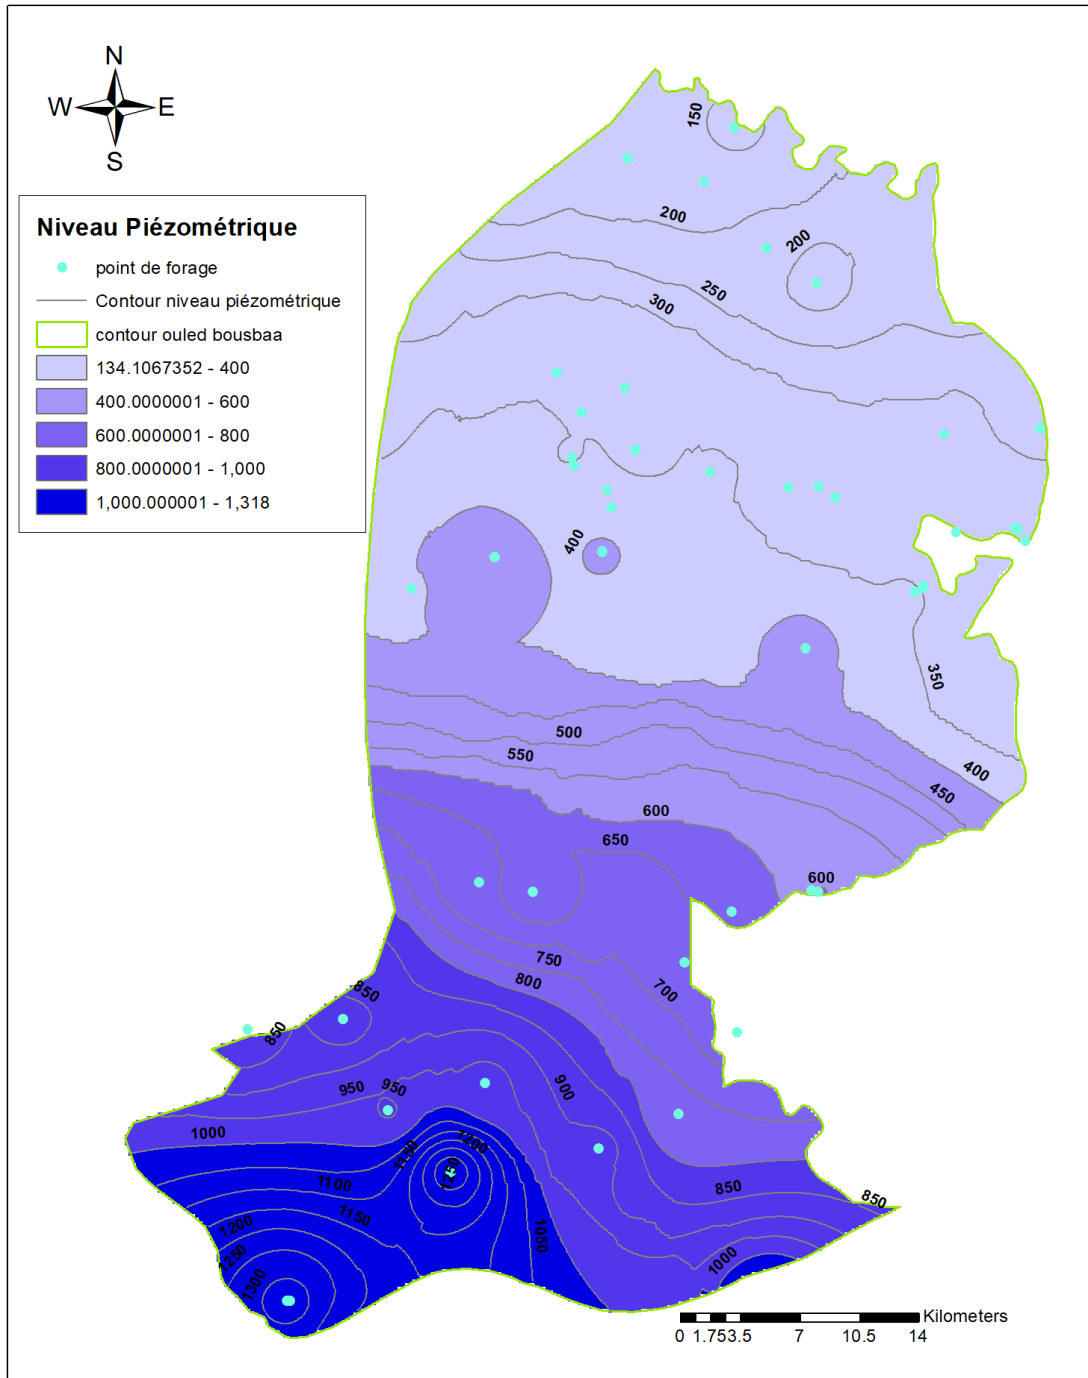 N
W E
S
Niveau Piézométrique
point de forage
Contour niveau piézométrique
contour ouled bousbaa
134.1067352 - 400
400.0000001 - 600
600.0000001 - 800
800.0000001 - 1,000
1,000.000001 - 1,318
150
200
200
250
300
400
350
400
450
500
550
600
650
600
750
800
700
850
850
900
950
950
1000
1150
1200
1250
1100
1150
1200
1250
1300
1050
850
850
1000
Kilometers
0 1.75 3.5 7 10.5 14